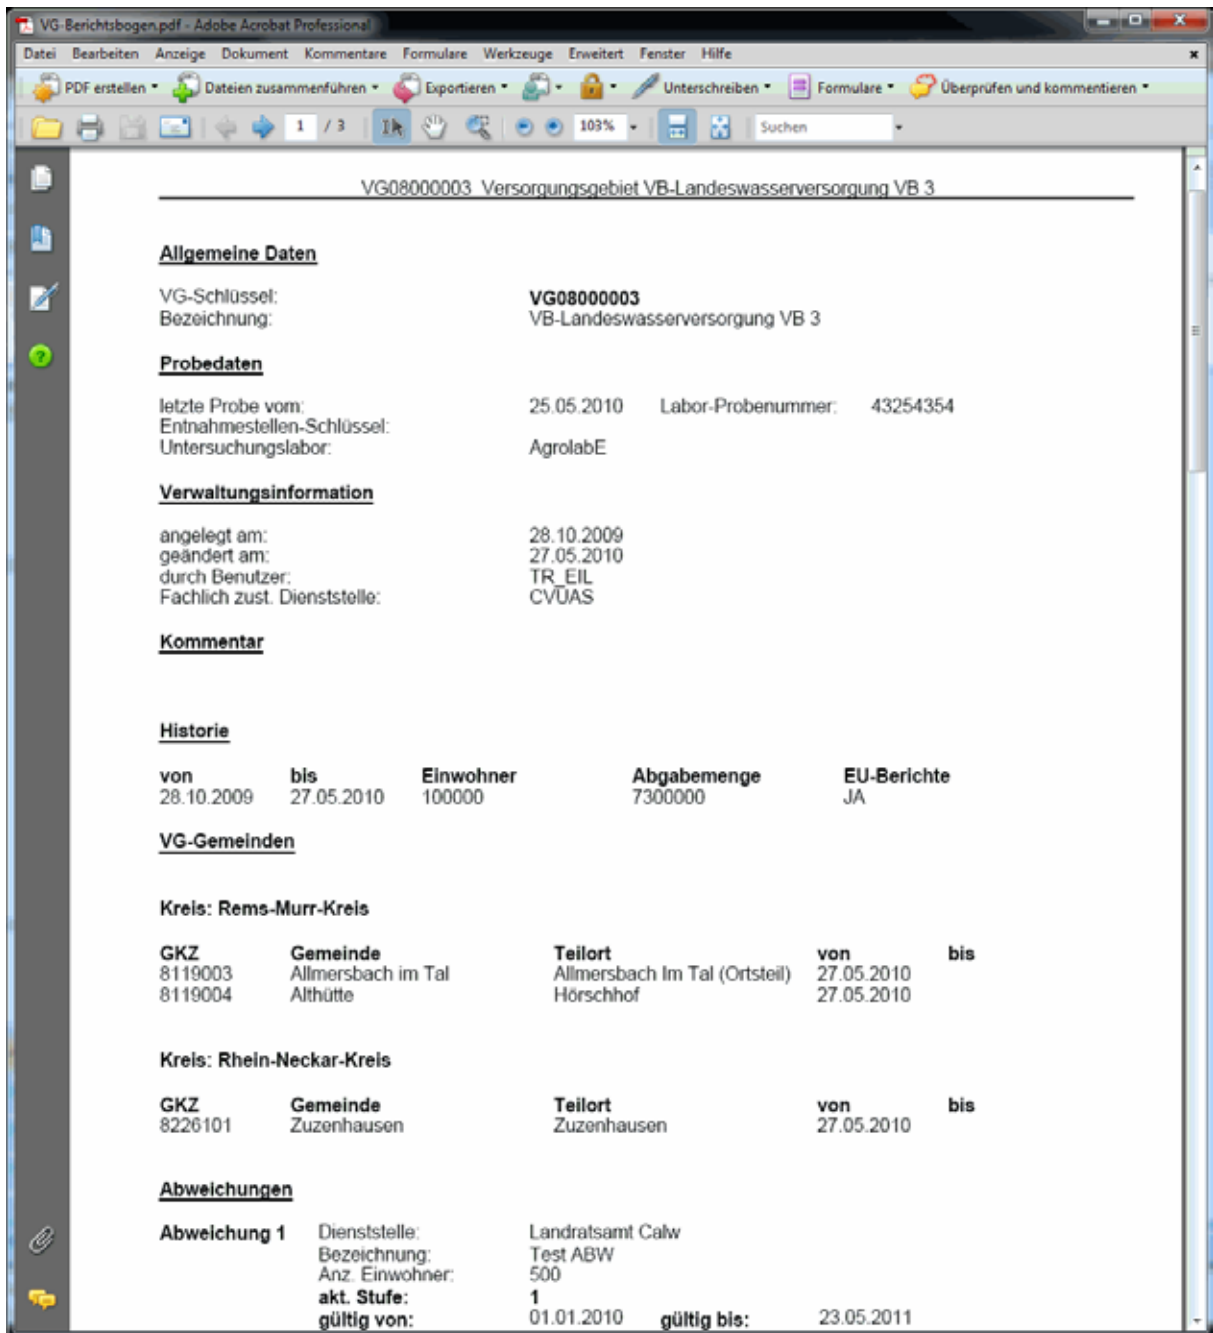 VG-Berichtsbogen.pdf - Adobe Acrobat Professional
Datei Bearbeiten Anzeige Dokument Kommentare Formulare Werkzeuge Erweitert Fenster Hilfe
PDF erstellen Dateien zusammenführen Exportieren Unterschreiben Formulare Überprüfen und kommentieren
1 / 3 103% Suchen
VG08000003 Versorgungsgebiet VB-Landeswasserversorgung VB 3
Allgemeine Daten
VG-Schlüssel: VG08000003
Bezeichnung: VB-Landeswasserversorgung VB 3
Probedaten
letzte Probe vom: 25.05.2010 Labor-Probenummer: 43254354
Entnahmestellen-Schlüssel:
Untersuchungslabor: AgrolabE
Verwaltungsinformation
angelegt am: 28.10.2009
geändert am: 27.05.2010
durch Benutzer: TR_EIL
Fachlich zust. Dienststelle: CVUAS
Kommentar
Historie
von bis Einwohner Abgabemenge EU-Berichte
28.10.2009 27.05.2010 100000 7300000 JA
VG-Gemeinden
Kreis: Rems-Murr-Kreis
GKZ Gemeinde Teilort von bis
8119003 Allmersbach im Tal Allmersbach Im Tal (Ortsteil) 27.05.2010
8119004 Althütte Hörschhof 27.05.2010
Kreis: Rhein-Neckar-Kreis
GKZ Gemeinde Teilort von bis
8226101 Zuzenhausen Zuzenhausen 27.05.2010
Abweichungen
Abweichung 1 Dienststelle: Landratsamt Calw
Bezeichnung: Test ABW
Anz. Einwohner: 500
akt. Stufe: 1
gültig von: 01.01.2010 gültig bis: 23.05.2011